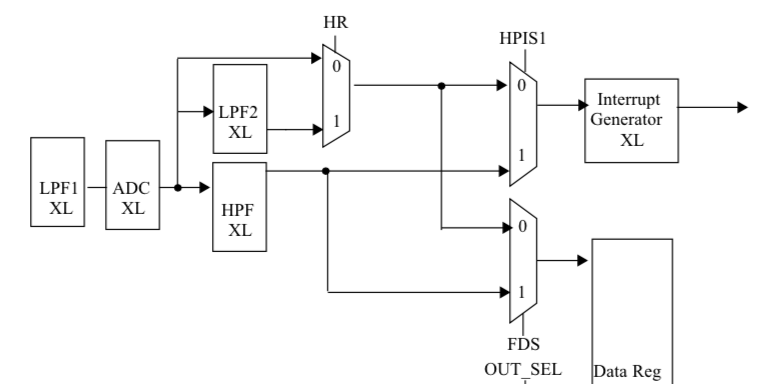 HR
HPIS1
0
0
LPF2
XL
1
Interrupt
Generator
XL
1
LPF1
XL
ADC
XL
HPF
XL
0
1
FDS
OUT_SEL
Data Reg